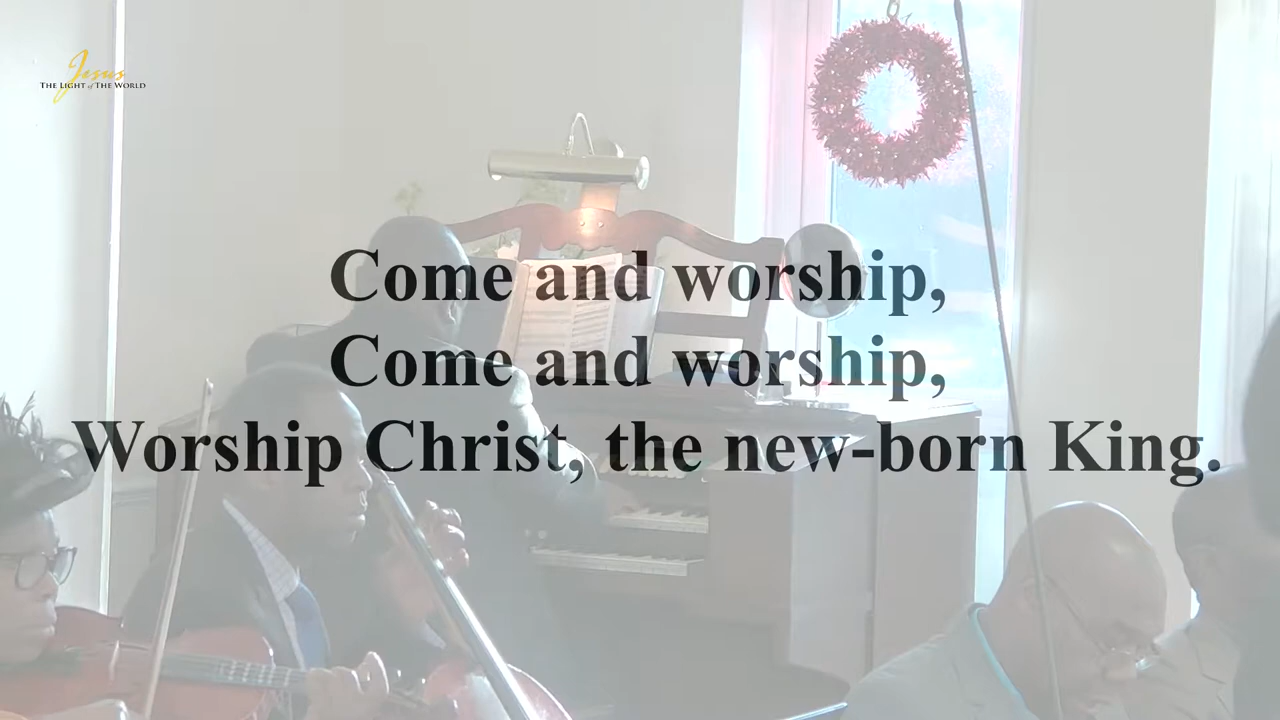 Jesus
THE LIGHT of THE WORLD
Come and worship,
Come and worship,
Worship Christ, the new-born King.